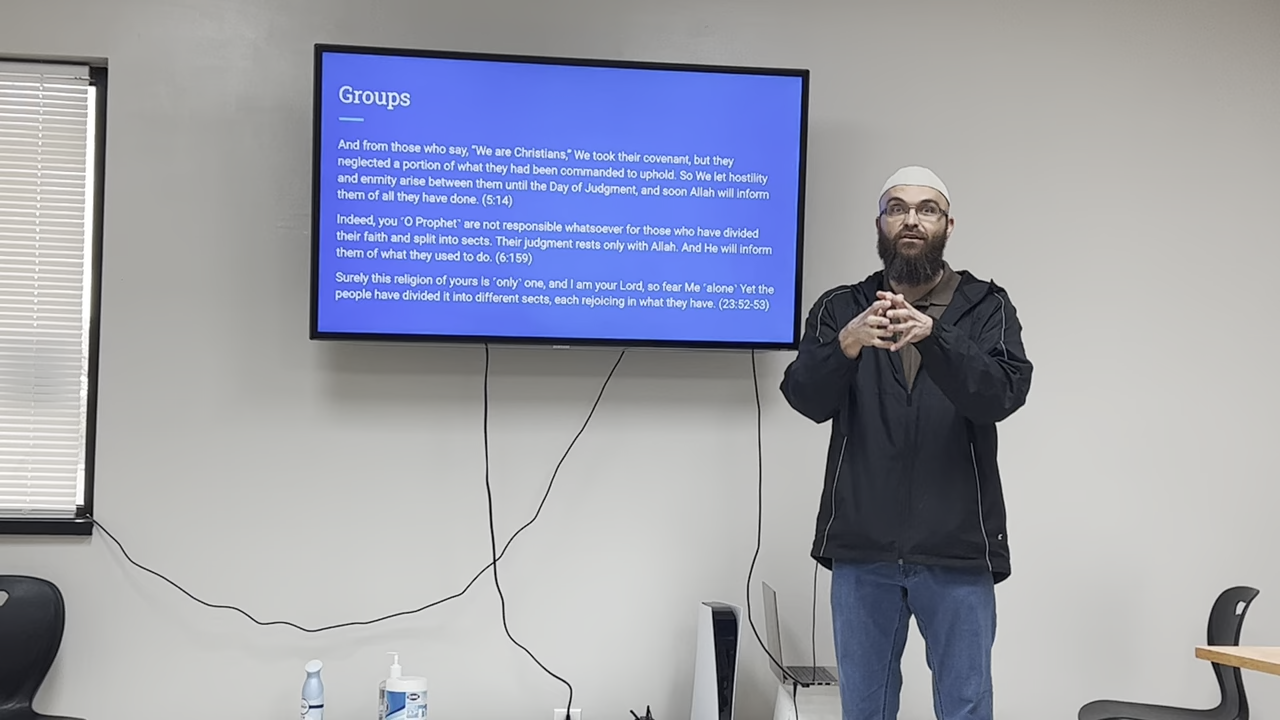 Groups
And from those who say, "We are Christians," We took their covenant, but they
neglected a portion of what they had been commanded to uphold. So We let hostility
and enmity arise between them until the Day of Judgment, and soon Allah will inform
them of all they have done. (5:14)
Indeed, you ˹O Prophet˺ are not responsible whatsoever for those who have divided
their faith and split into sects. Their judgment rests only with Allah. And He will inform
them of what they used to do. (6:159)
Surely this religion of yours is ˹only˺ one, and I am your Lord, so fear Me ˹alone˺ Yet the
people have divided it into different sects, each rejoicing in what they have. (23:52-53)